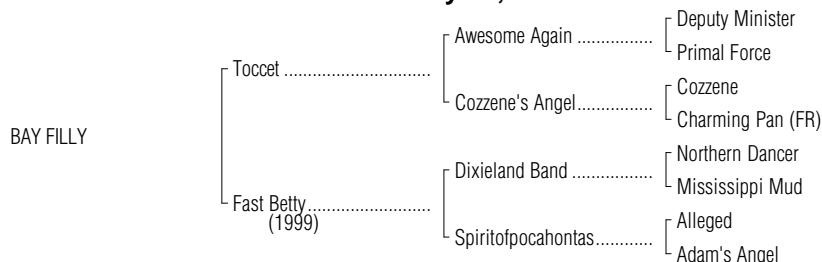 Deputy Minister
Awesome Again ................
Primal Force
Toccet ...............................
Cozzene
Cozzene's Angel................
Charming Pan (FR)
BAY FILLY
Northern Dancer
Dixieland Band .................
Mississippi Mud
Fast Betty..........................
(1999)
Alleged
Spiritofpocahontas............
Adam's Angel